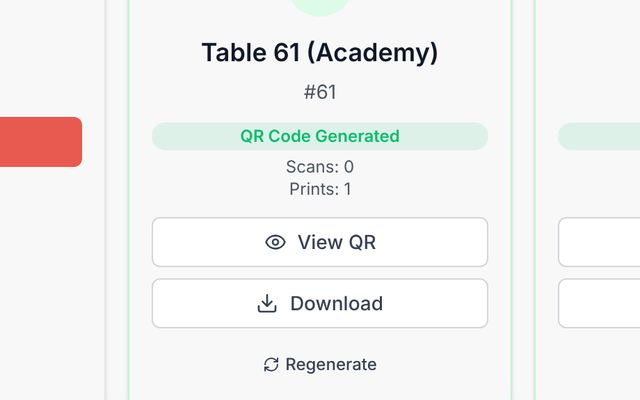 Table 61 (Academy)
#61
QR Code Generated
Scans: 0
Prints: 1
View QR
Download
Regenerate